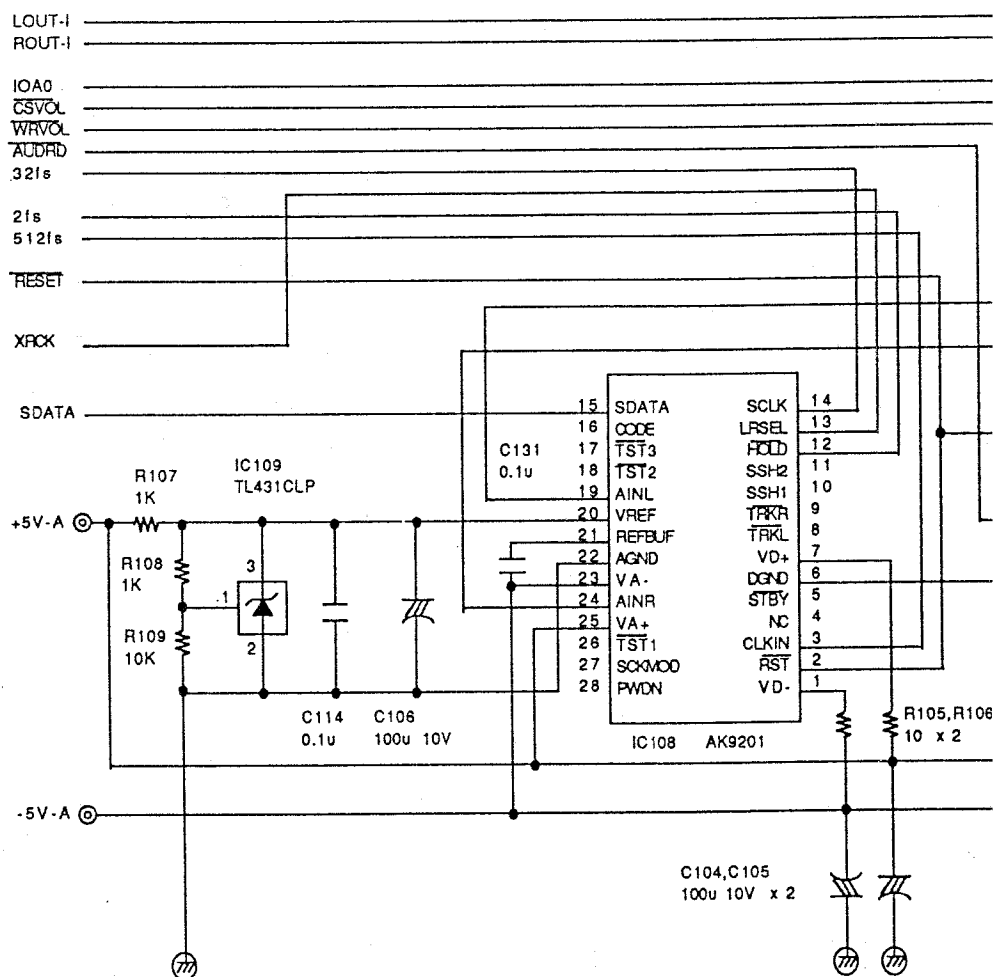 LOUT-I
ROUT-I
IOA0
CSVOL
WRVOL
AUDRD
32fs
2fs
512fs
RESET
XRCK
SDATA
+5V-A
R107
1K
R108
1K
R109
10K
IC109
TL431CLP
3
1
2
C114
0.1u
C106
100u 10V
C131
0.1u
15 SDATA
16 CODE
17 TST3
18 TST2
19 AINL
20 VREF
21 REFBUF
22 AGND
23 VA-
24 AINR
25 VA+
26 TST1
27 SCKMOD
28 PWDN
SCLK 14
LRSEL 13
HOLD 12
SSH2 11
SSH1 10
TRKR 9
TRKL 8
VD+ 7
DGND 6
STBY 5
NC 4
CLKIN 3
RST 2
VD- 1
IC108 AK9201
R105,R106
10 x 2
-5V-A
C104,C105
100u 10V x 2